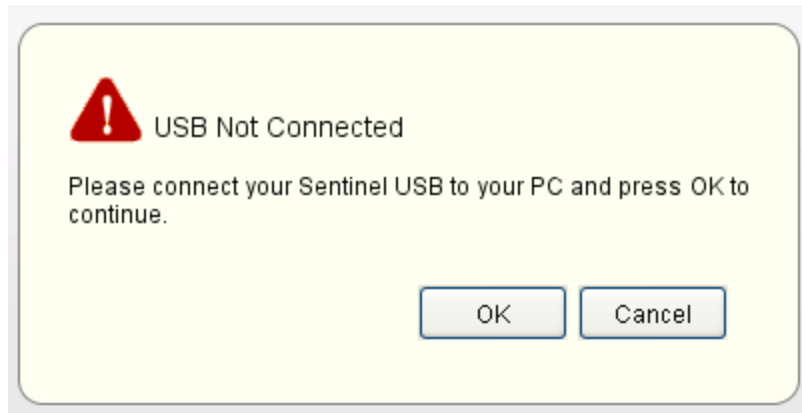 USB Not Connected
Please connect your Sentinel USB to your PC and press OK to
continue.
OK Cancel